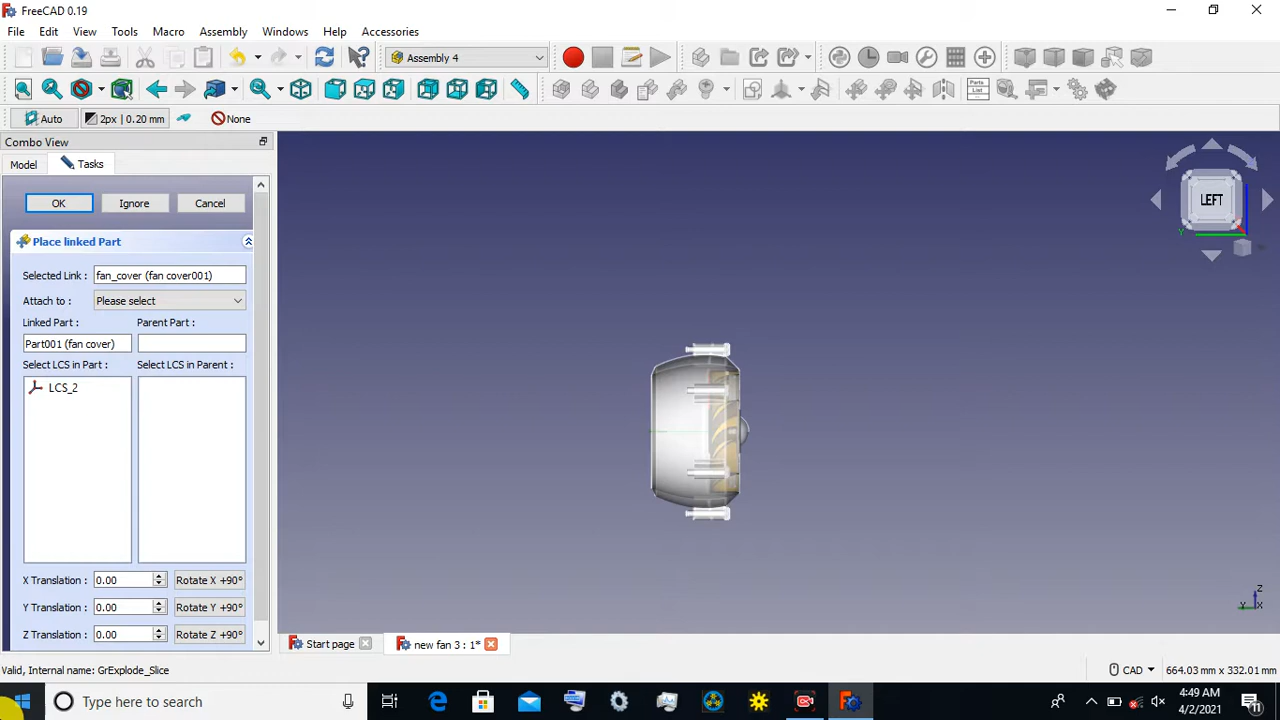 FreeCAD 0.19
File Edit View Tools Macro Assembly Windows Help Accessories
Assembly 4
Parts List
Auto 2px | 0.20 mm None
Combo View
Model Tasks
OK Ignore Cancel
Place linked Part
Selected Link : fan_cover (fan cover001)
Attach to : Please select
Linked Part : Parent Part :
Part001 (fan cover)
Select LCS in Part : Select LCS in Parent :
LCS_2
X Translation : 0.00 Rotate X +90°
Y Translation : 0.00 Rotate Y +90°
Z Translation : 0.00 Rotate Z +90°
LEFT
Y
Z
Y X
Start page new fan 3 : 1*
Valid, Internal name: GrExplode_Slice CAD 664.03 mm x 332.01 mm
Type here to search
4:49 AM
4/2/2021
11